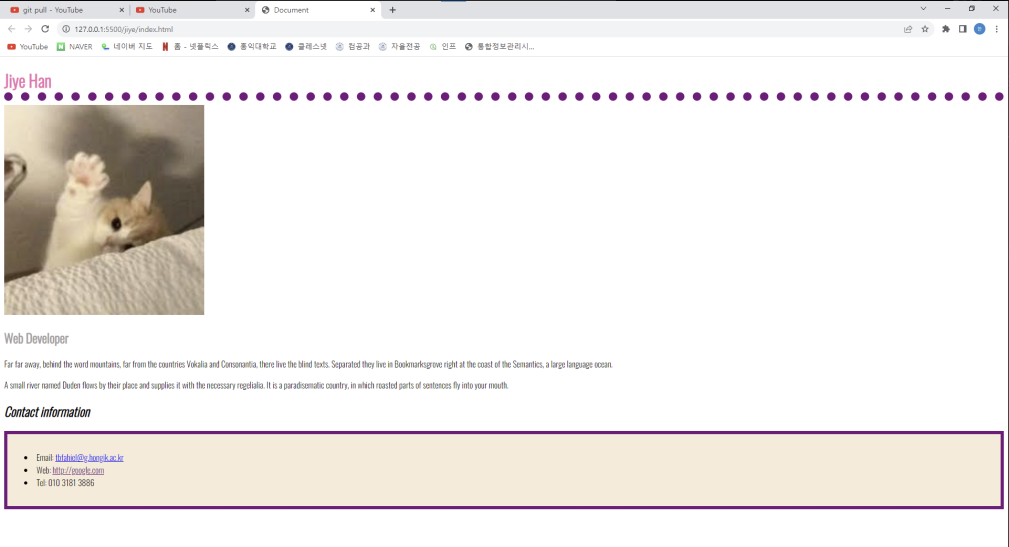 git pull - YouTube
YouTube
Document
127.0.0.1:5500/jiye/index.html
YouTube
NAVER
네이버 지도
홈 - 넷플릭스
홍익대학교
클래스넷
컴공과
자율전공
인프
통합정보관리시...
Jiye Han
Web Developer
Far far away, behind the word mountains, far from the countries Vokalia and Consonantia, there live the blind texts. Separated they live in Bookmarksgrove right at the coast of the Semantics, a large language ocean.
A small river named Duden flows by their place and supplies it with the necessary regelialia. It is a paradisematic country, in which roasted parts of sentences fly into your mouth.
Contact information
Email: tbfahiol@g.hongik.ac.kr
Web: http://google.com
Tel: 010 3181 3886